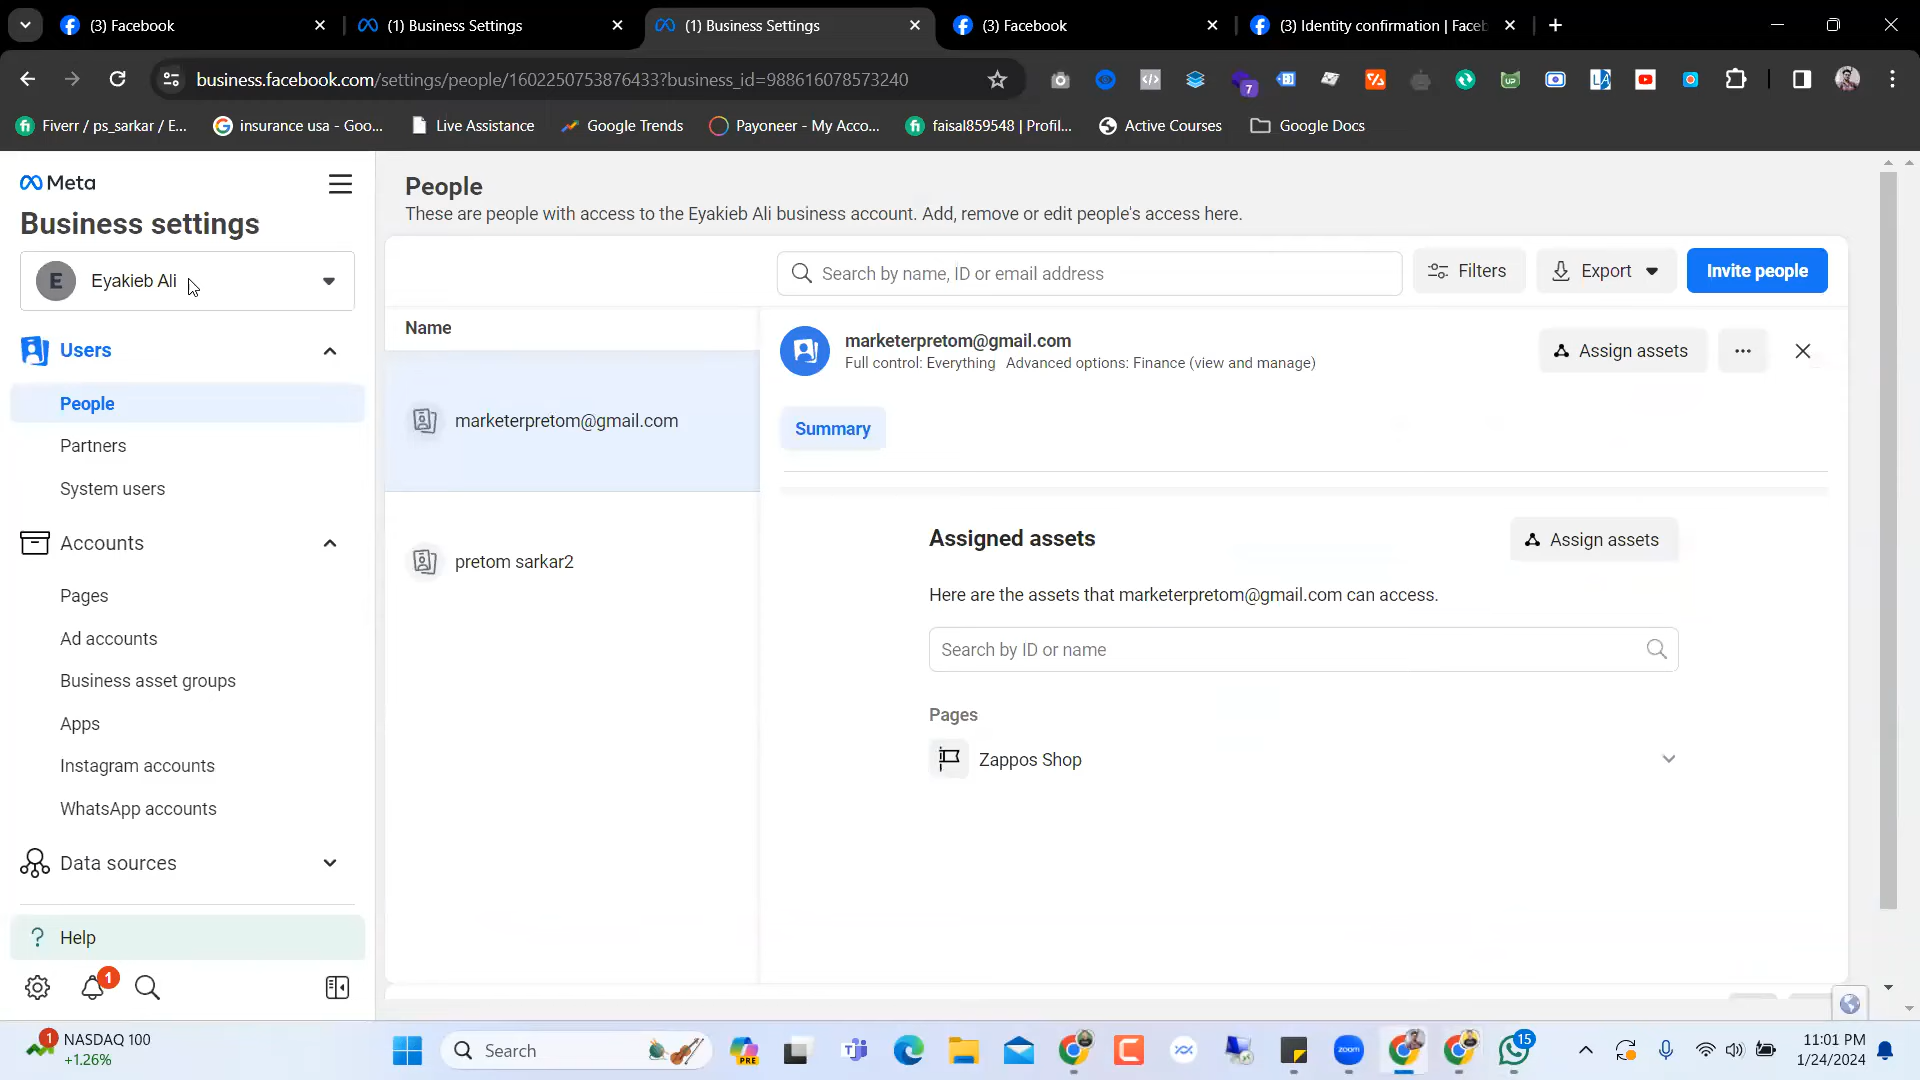 (3) Facebook
(1) Business Settings
(1) Business Settings
(3) Facebook
(3) Identity confirmation | Faceb
business.facebook.com/settings/people/1602250753876433?business_id=988616078573240
7
Fiverr / ps_sarkar / E...
insurance usa - Goo...
Live Assistance
Google Trends
Payoneer - My Acco...
faisal859548 | Profil...
Active Courses
Google Docs
Meta
Business settings
E
Eyakieb Ali
Users
People
Partners
System users
Accounts
Pages
Ad accounts
Business asset groups
Apps
Instagram accounts
WhatsApp accounts
Data sources
? Help
1
People
These are people with access to the Eyakieb Ali business account. Add, remove or edit people's access here.
Search by name, ID or email address
Filters
Export
Invite people
Name
marketerpretom@gmail.com
pretom sarkar2
marketerpretom@gmail.com
Full control: Everything Advanced options: Finance (view and manage)
Assign assets
Summary
Assigned assets
Assign assets
Here are the assets that marketerpretom@gmail.com can access.
Search by ID or name
Pages
Zappos Shop
1
NASDAQ 100
+1.26%
Search
PRE
zoom
15
11:01 PM
1/24/2024